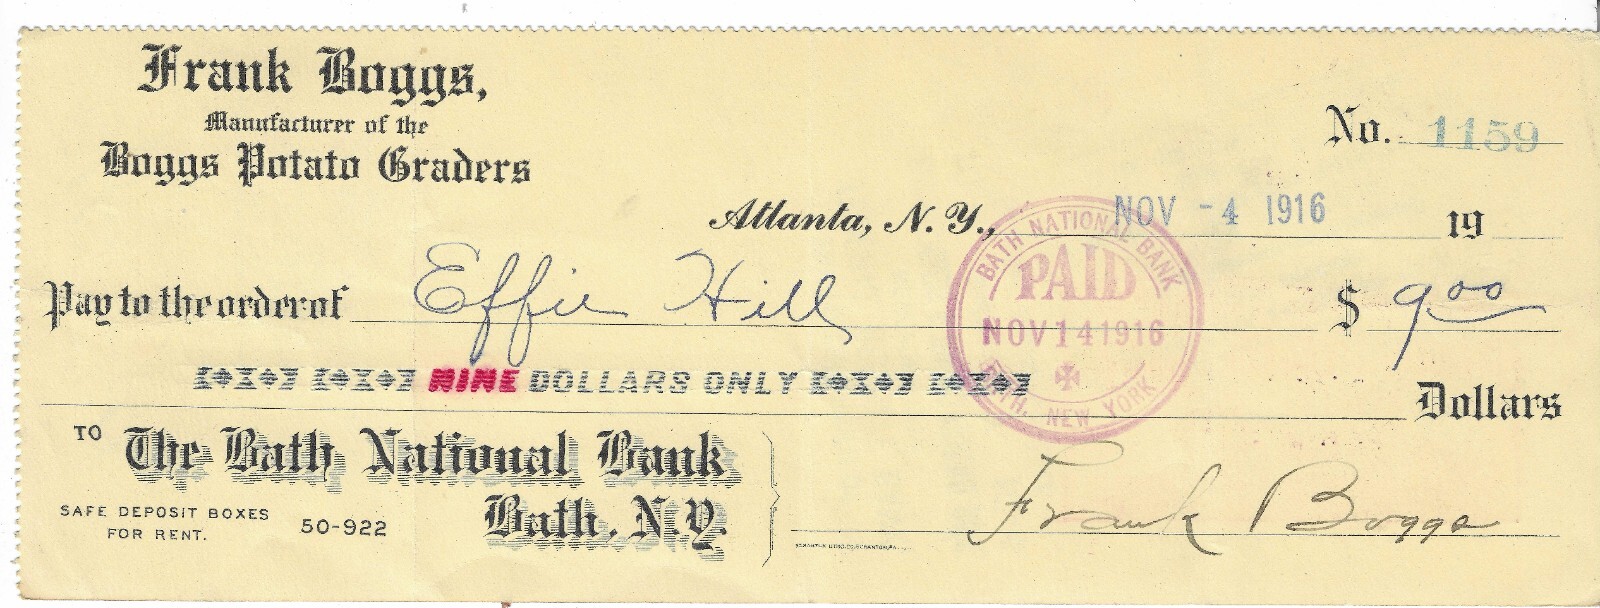 Frank Boggs,
Manufacturer of the
Boggs Potato Graders
No. 1159
Atlanta, N. Y., NOV -4 1916 19
Pay to the order of Effie Hill $ 9.00
NINE DOLLARS ONLY
Dollars
BATH NATIONAL BANK
PAID
NOV 14 1916
BATH, NEW YORK
TO The Bath National Bank
Bath, N.Y.
SAFE DEPOSIT BOXES
FOR RENT.
50-922
Frank Boggs